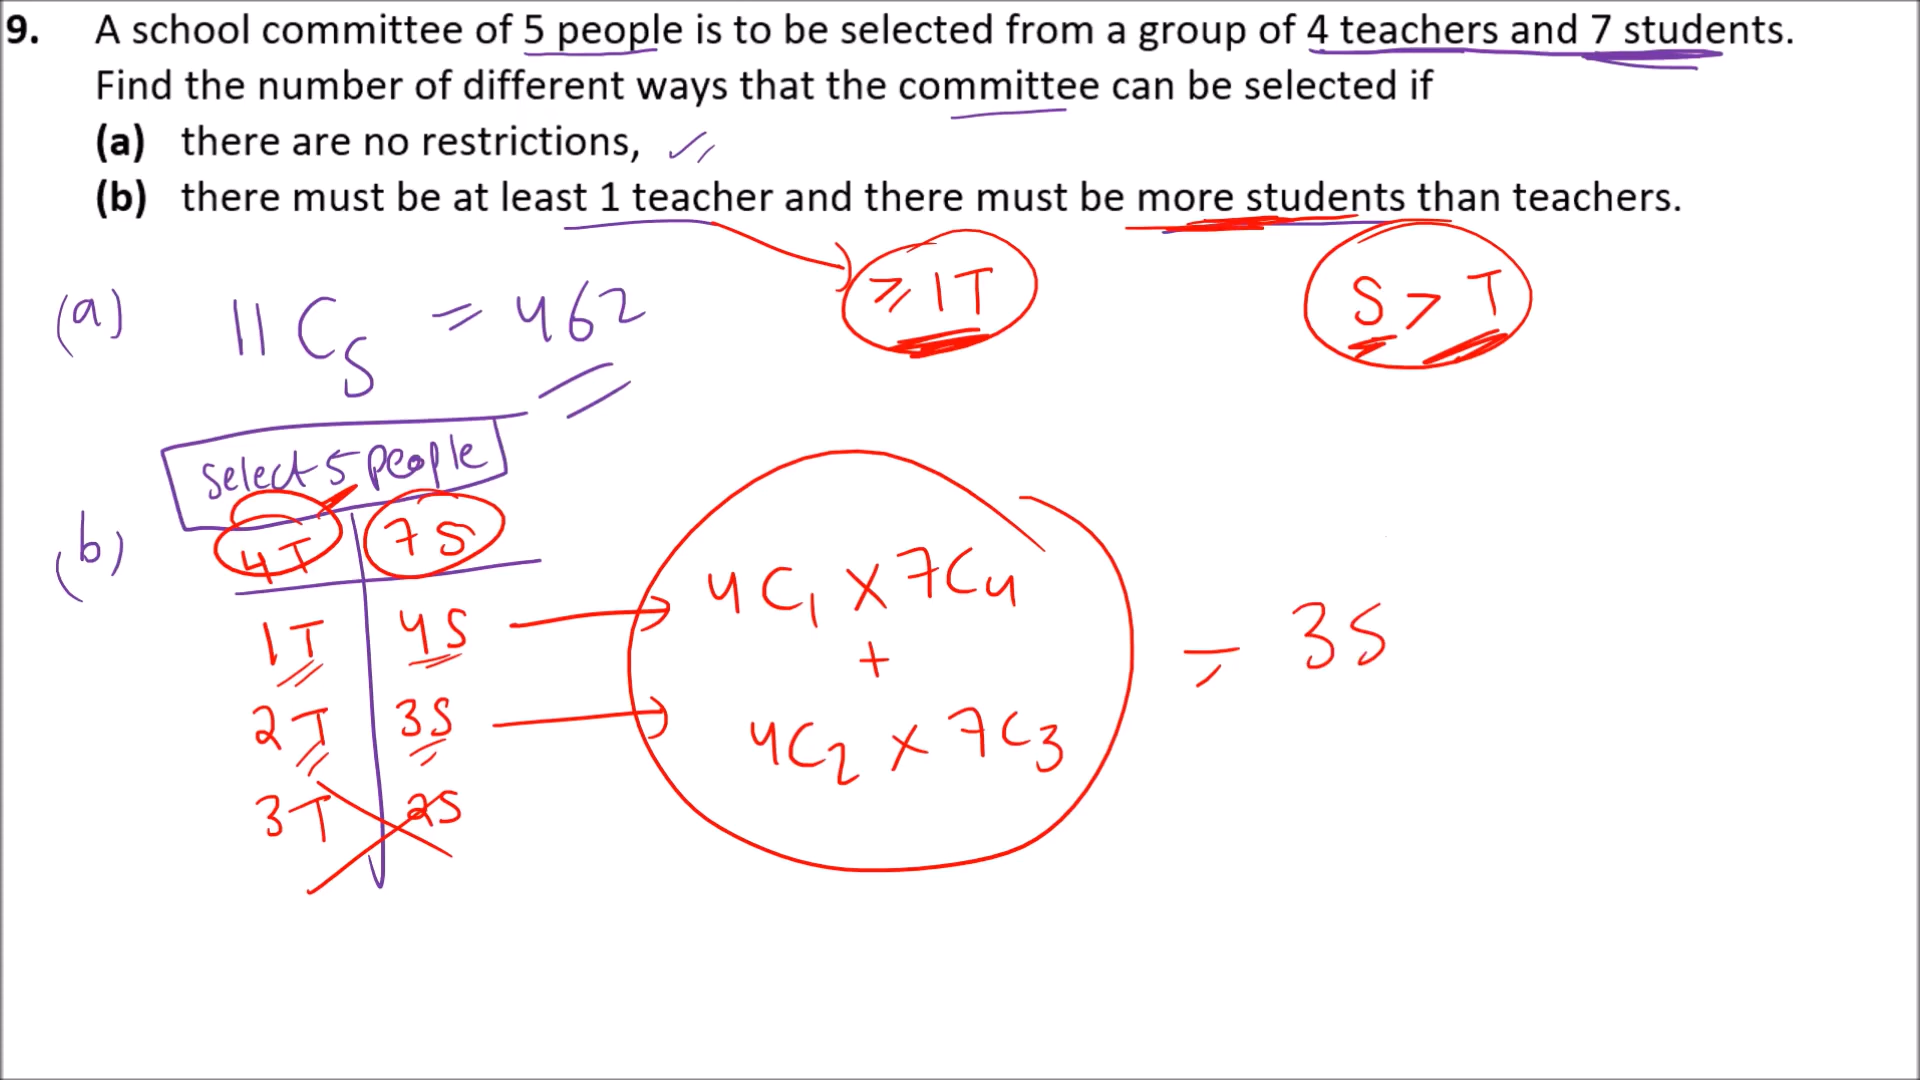 9. A school committee of 5 people is to be selected from a group of 4 teachers and 7 students.
Find the number of different ways that the committee can be selected if
(a) there are no restrictions,
(b) there must be at least 1 teacher and there must be more students than teachers.
≥ 1T
S > T
(a) 11C5 = 462
select 5 people
(b) 4T 7S
1T 4S
2T 3S
3T 2S
4C1 × 7C4
+
4C2 × 7C3
= 35